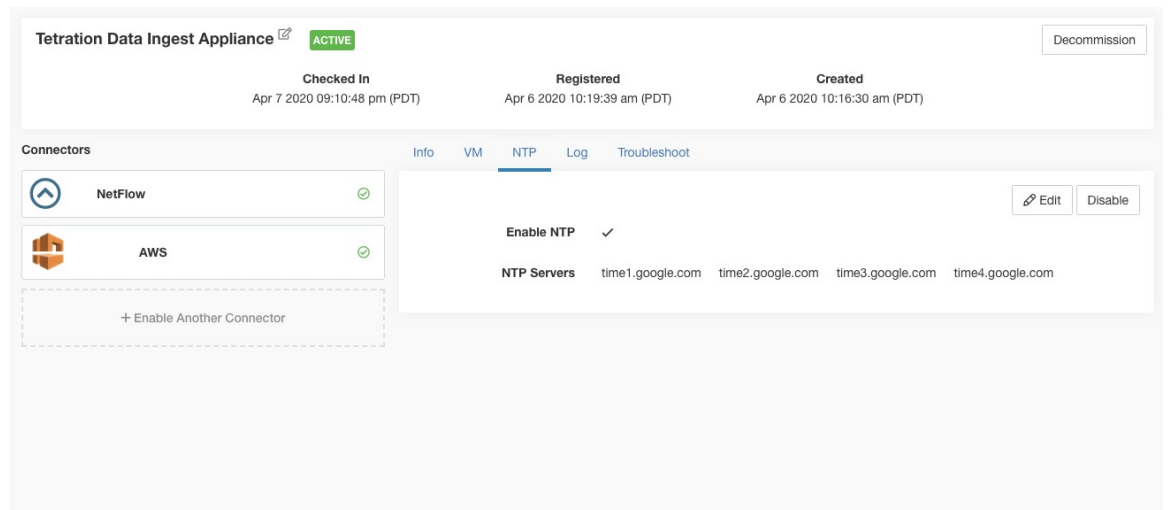 Tetration Data Ingest Appliance ACTIVE Decommission
Checked In Registered Created
Apr 7 2020 09:10:48 pm (PDT) Apr 6 2020 10:19:39 am (PDT) Apr 6 2020 10:16:30 am (PDT)
Connectors
NetFlow
AWS
+ Enable Another Connector
Info VM NTP Log Troubleshoot
Edit Disable
Enable NTP
NTP Servers time1.google.com time2.google.com time3.google.com time4.google.com